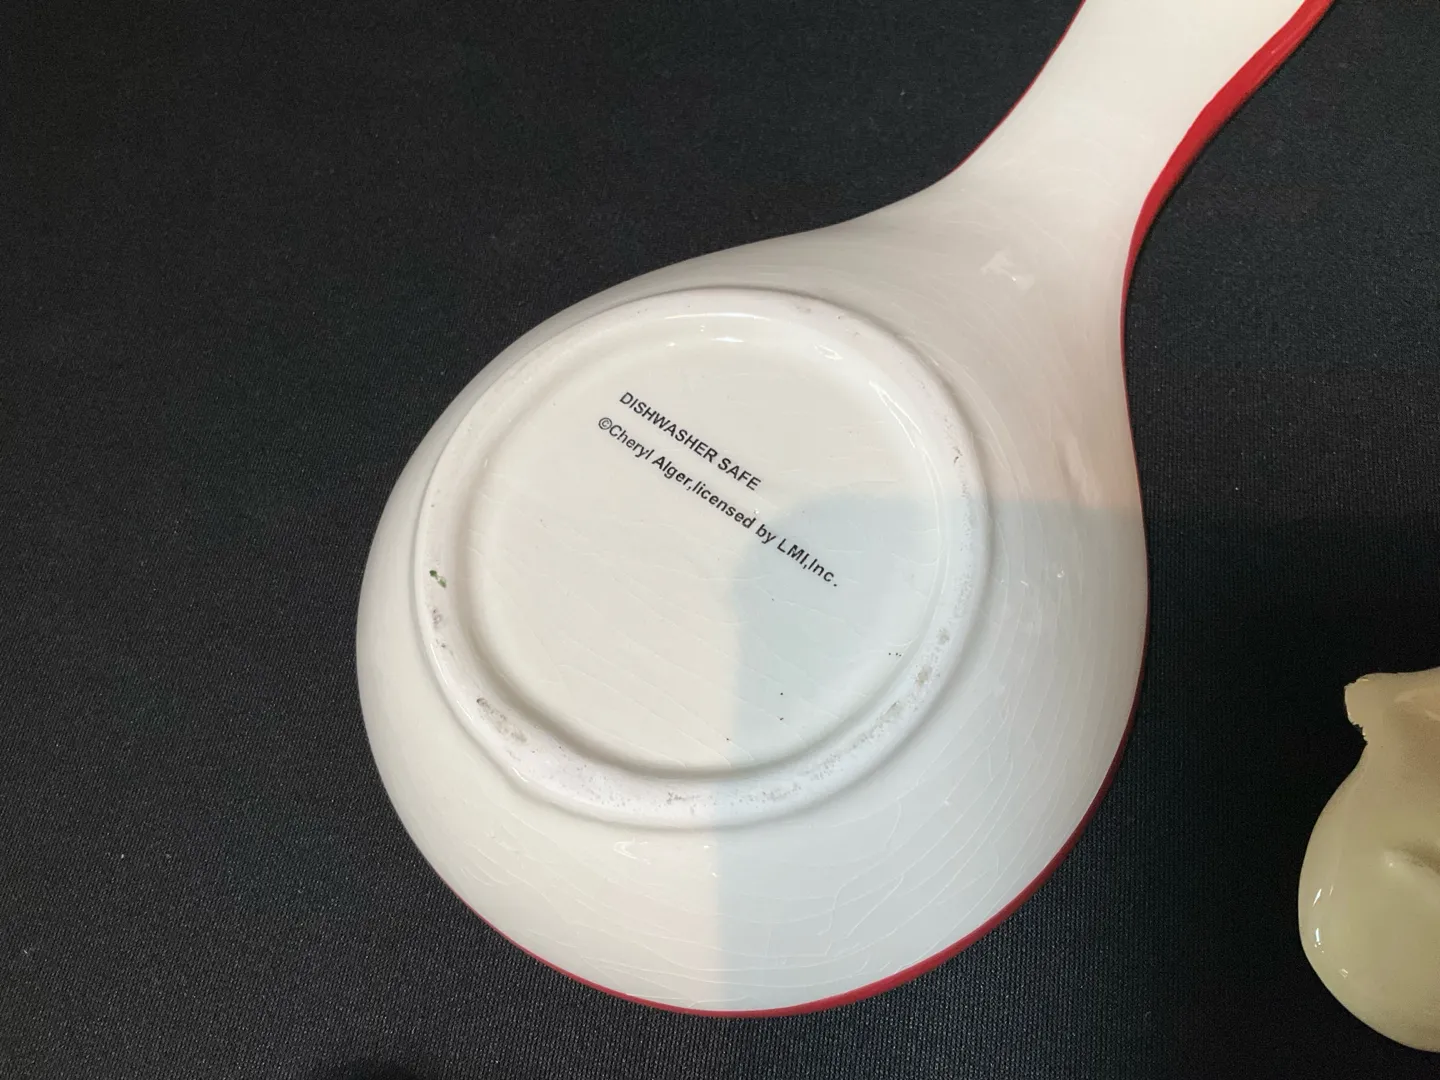 DISHWASHER SAFE
©Cheryl Alger,licensed by LMI,Inc.